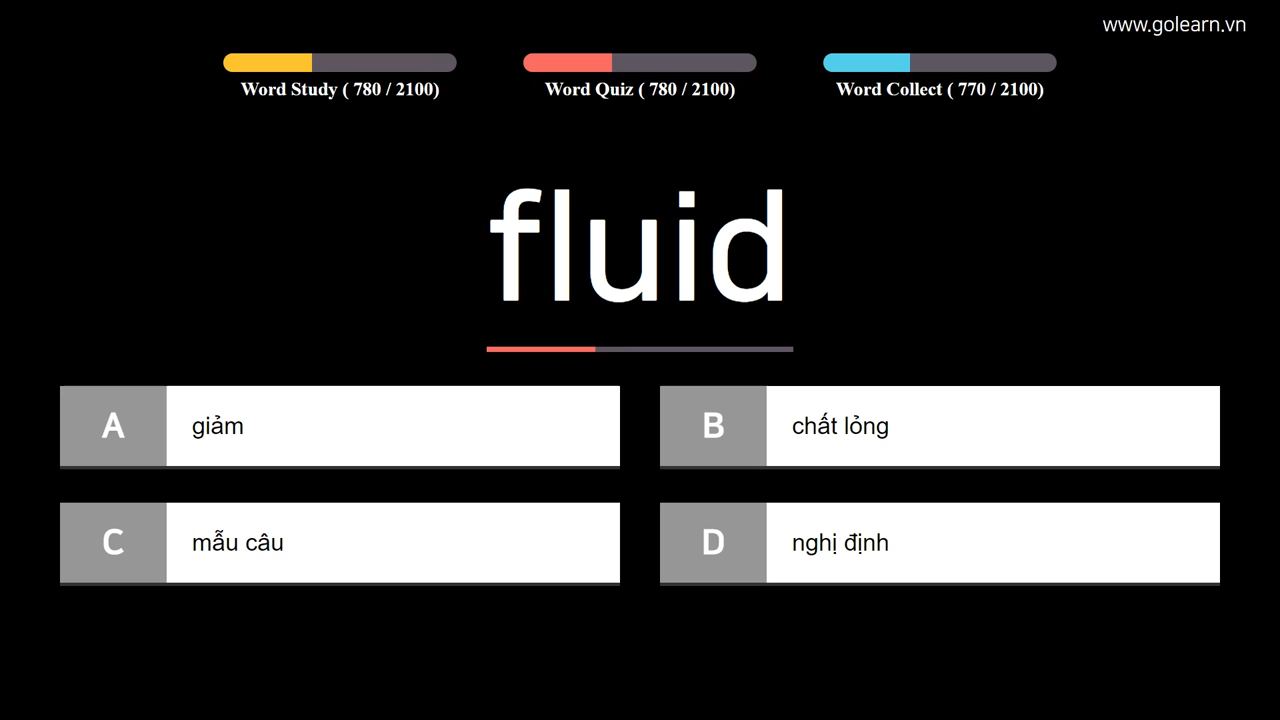 www.golearn.vn
Word Study ( 780 / 2100)
Word Quiz ( 780 / 2100)
Word Collect ( 770 / 2100)
fluid
A giảm
B chất lỏng
C mẫu câu
D nghị định